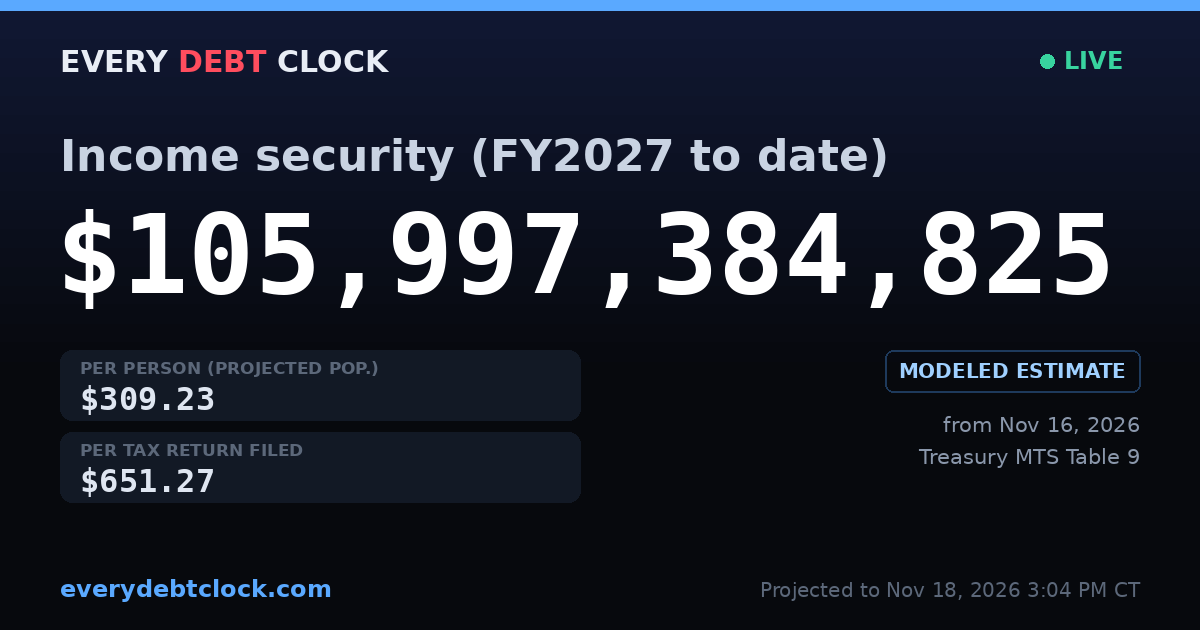 EVERY DEBT CLOCK
LIVE
Income security (FY2027 to date)
$105,997,384,825
PER PERSON (PROJECTED POP.)
$309.23
PER TAX RETURN FILED
$651.27
MODELED ESTIMATE
from Nov 16, 2026
Treasury MTS Table 9
everydebtclock.com
Projected to Nov 18, 2026 3:04 PM CT